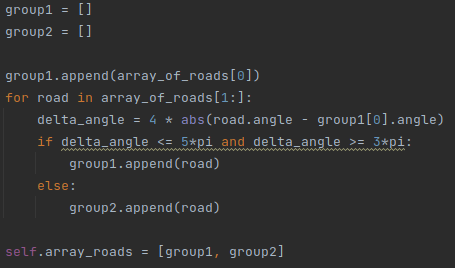 group1 = []
group2 = []
group1.append(array_of_roads[0])
for road in array_of_roads[1:]:
    delta_angle = 4 * abs(road.angle - group1[0].angle)
    if delta_angle <= 5*pi and delta_angle >= 3*pi:
        group1.append(road)
    else:
        group2.append(road)
self.array_roads = [group1, group2]